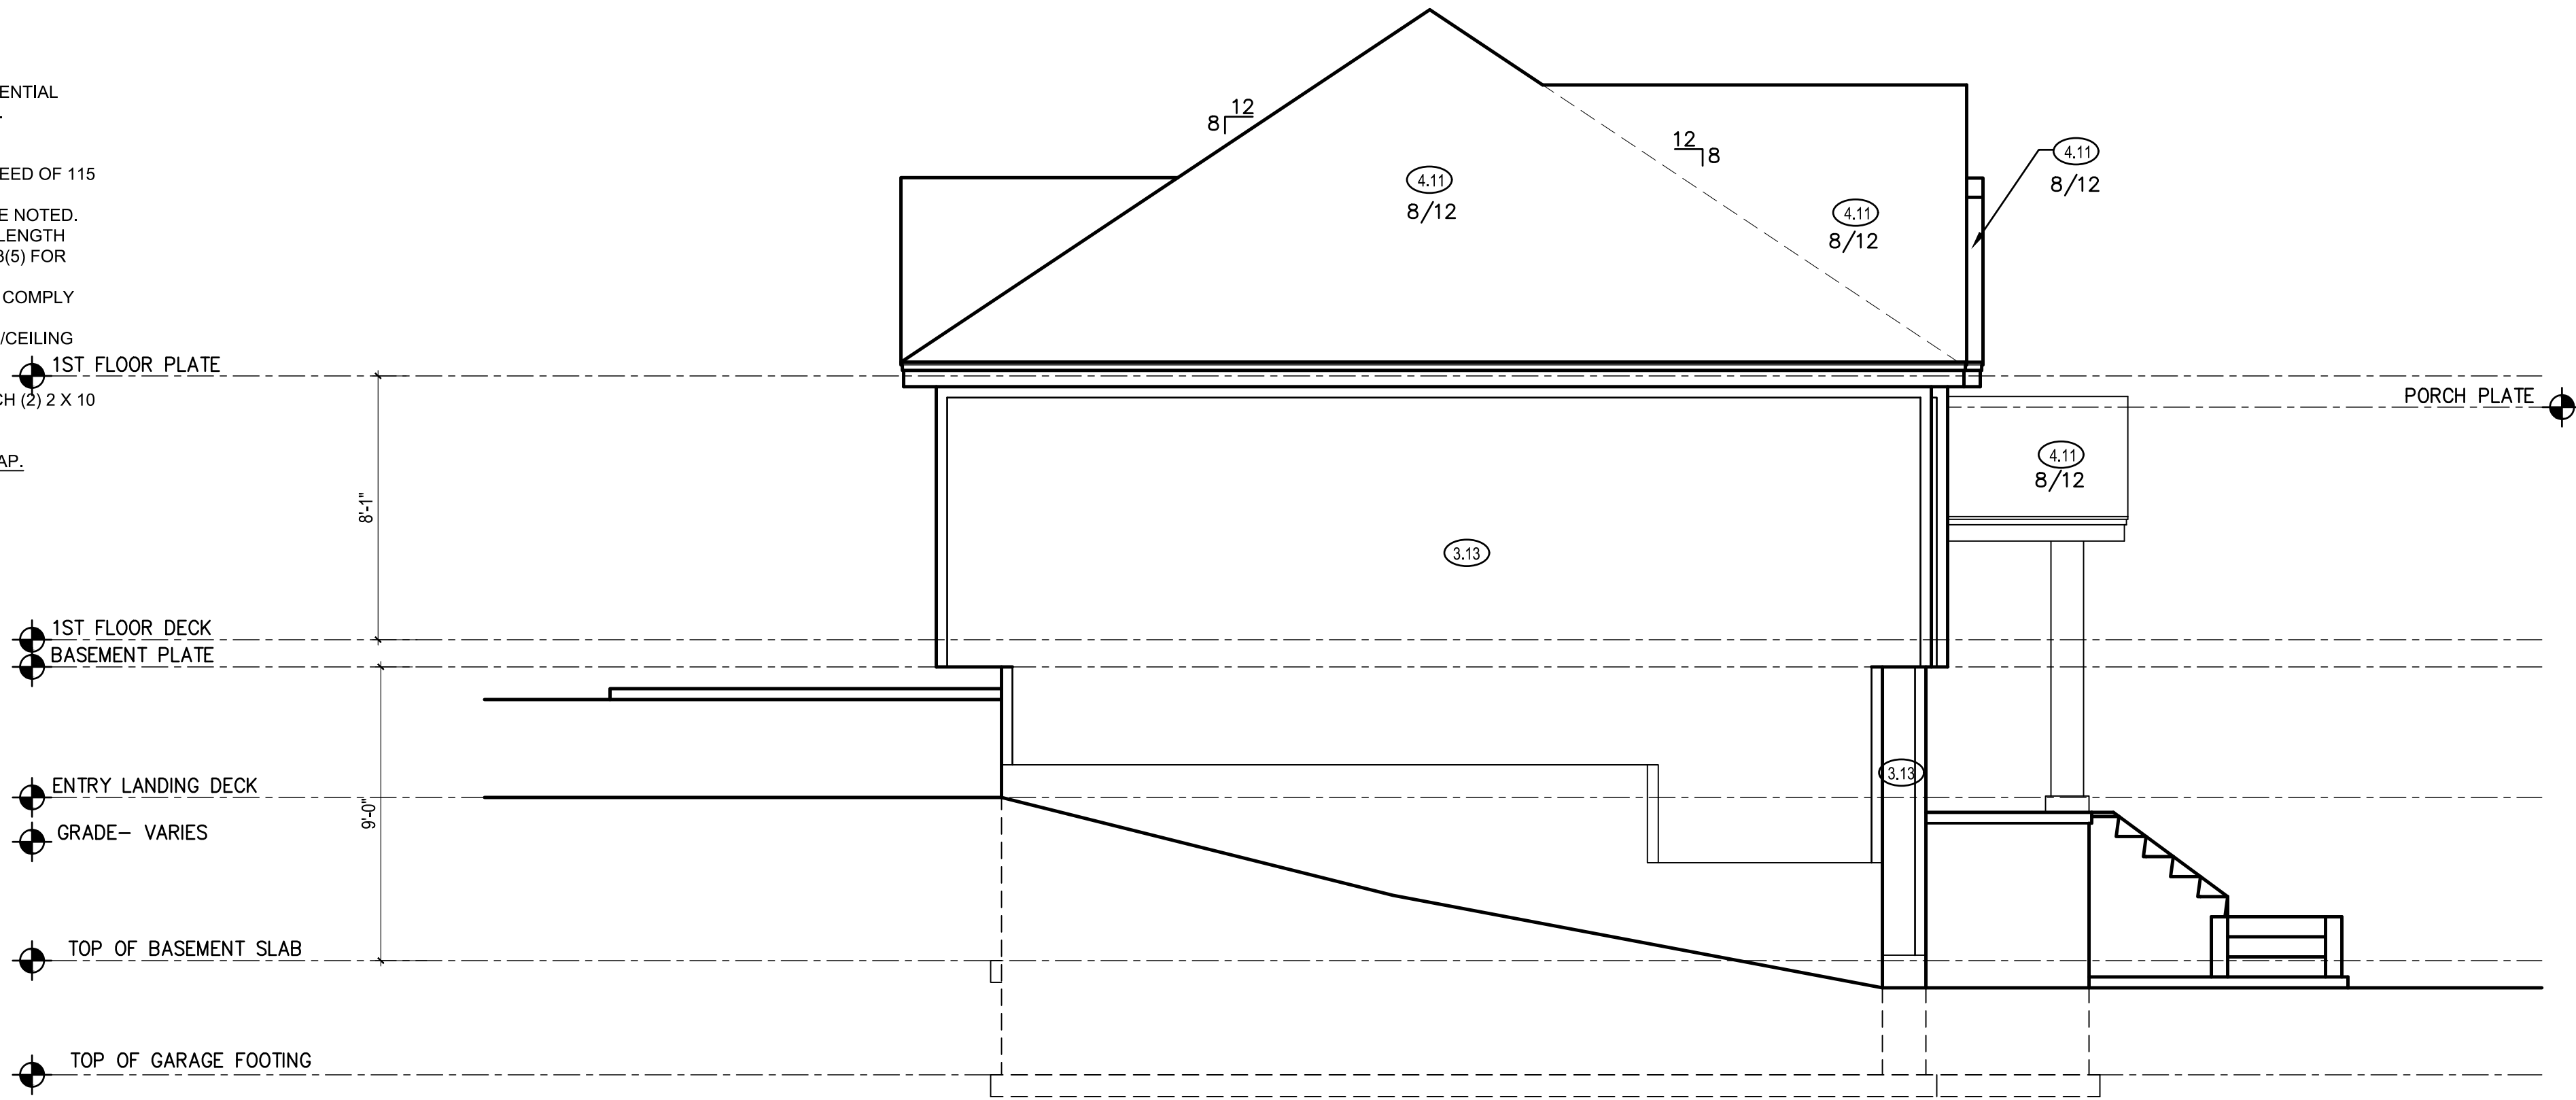 ENTIAL
.
EED OF 115
E NOTED.
LENGTH
3(5) FOR
COMPLY
/CEILING
CH (2) 2 X 10
AP.
12
8
12
8
4.11
8/12
4.11
8/12
4.11
8/12
1ST FLOOR PLATE
PORCH PLATE
4.11
8/12
8'-1"
3.13
1ST FLOOR DECK
BASEMENT PLATE
3.13
ENTRY LANDING DECK
9'-0"
GRADE- VARIES
TOP OF BASEMENT SLAB
TOP OF GARAGE FOOTING